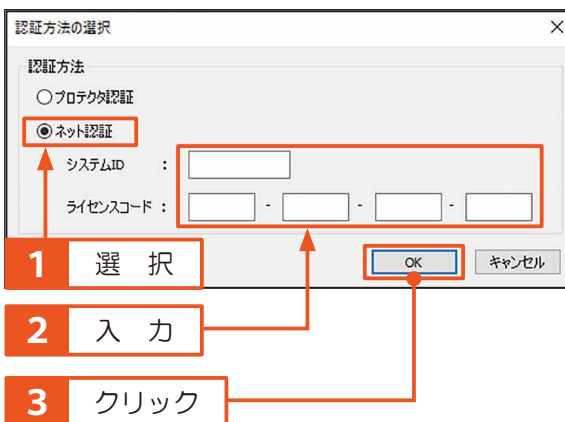 認証方法の選択
認証方法
プロテクタ認証
ネット認証
システムID :
ライセンスコード : - - -
1 選 択
OK キャンセル
2 入 力
3 クリック